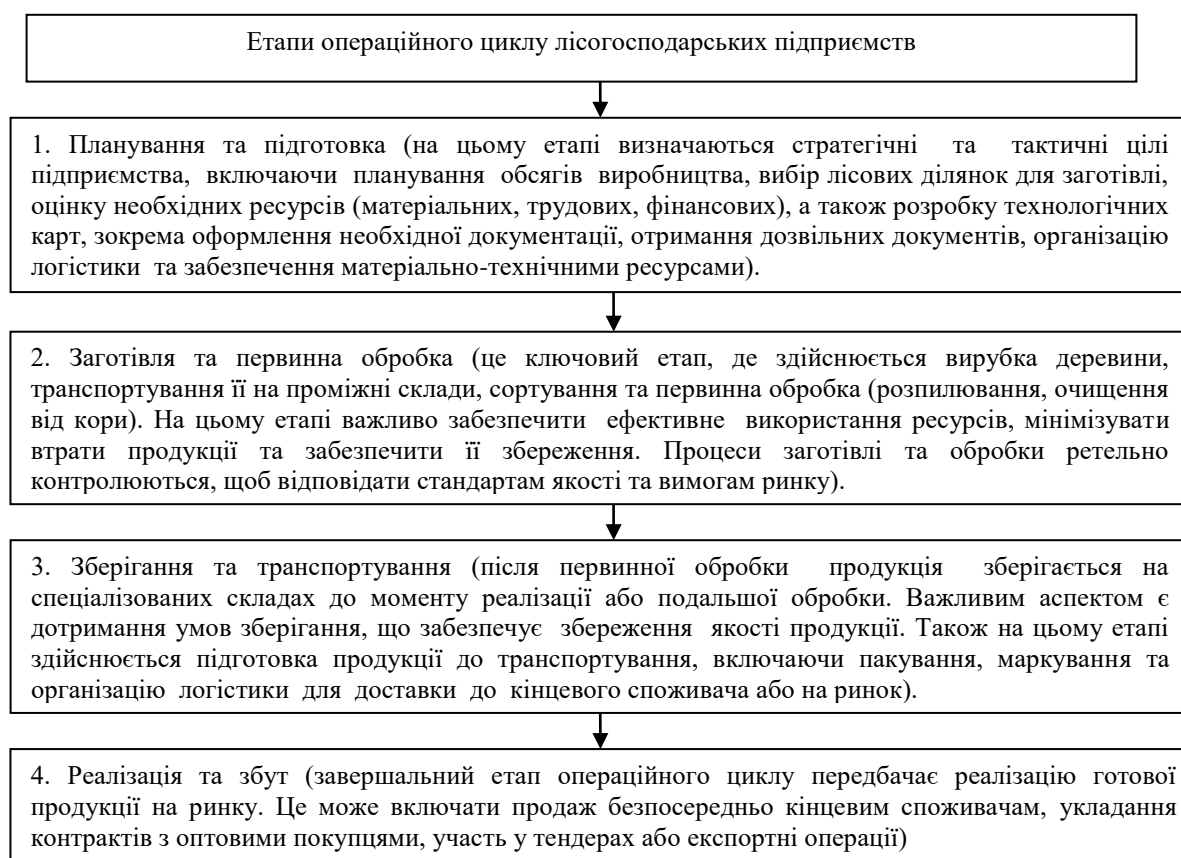 Етапи операційного циклу лісогосподарських підприємств
1. Планування та підготовка (на цьому етапі визначаються стратегічні та тактичні цілі
підприємства, включаючи планування обсягів виробництва, вибір лісових ділянок для заготівлі,
оцінку необхідних ресурсів (матеріальних, трудових, фінансових), а також розробку технологічних
карт, зокрема оформлення необхідної документації, отримання дозвільних документів, організацію
логістики та забезпечення матеріально-технічними ресурсами).
2. Заготівля та первинна обробка (це ключовий етап, де здійснюється вирубка деревини,
транспортування її на проміжні склади, сортування та первинна обробка (розпилювання, очищення
від кори). На цьому етапі важливо забезпечити ефективне використання ресурсів, мінімізувати
втрати продукції та забезпечити її збереження. Процеси заготівлі та обробки ретельно
контролюються, щоб відповідати стандартам якості та вимогам ринку).
3. Зберігання та транспортування (після первинної обробки продукція зберігається на
спеціалізованих складах до моменту реалізації або подальшої обробки. Важливим аспектом є
дотримання умов зберігання, що забезпечує збереження якості продукції. Також на цьому етапі
здійснюється підготовка продукції до транспортування, включаючи пакування, маркування та
організацію логістики для доставки до кінцевого споживача або на ринок).
4. Реалізація та збут (завершальний етап операційного циклу передбачає реалізацію готової
продукції на ринку. Це може включати продаж безпосередньо кінцевим споживачам, укладання
контрактів з оптовими покупцями, участь у тендерах або експортні операції)